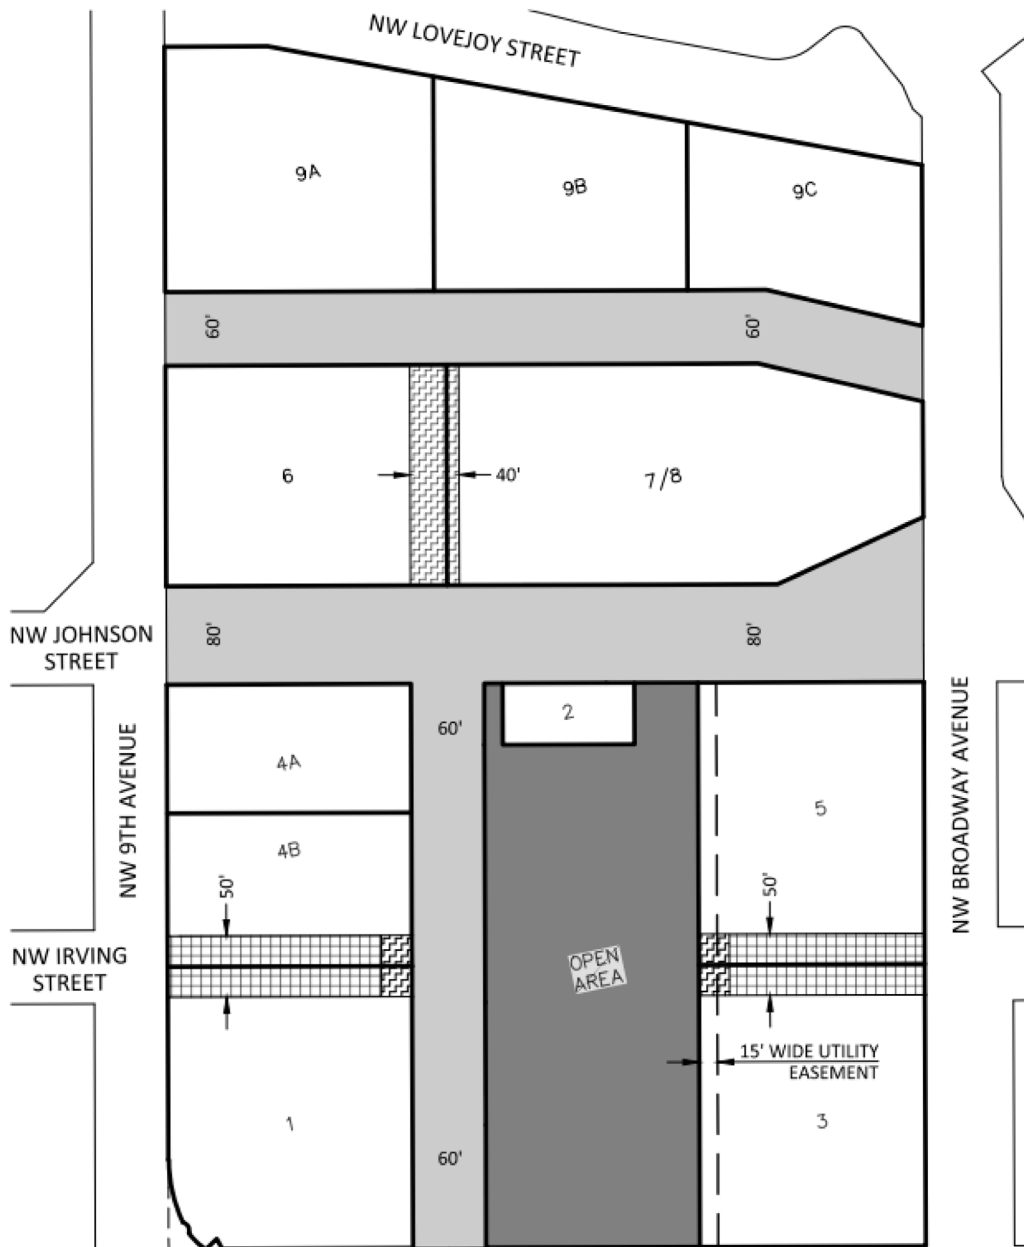 NW LOVEJOY STREET
9A
9B
9C
60'
60'
6
40'
7/8
NW JOHNSON
STREET
80'
80'
NW 9TH AVENUE
4A
4B
50'
60'
2
5
50'
NW BROADWAY AVENUE
NW IRVING
STREET
OPEN
AREA
15' WIDE UTILITY
EASEMENT
1
60'
3